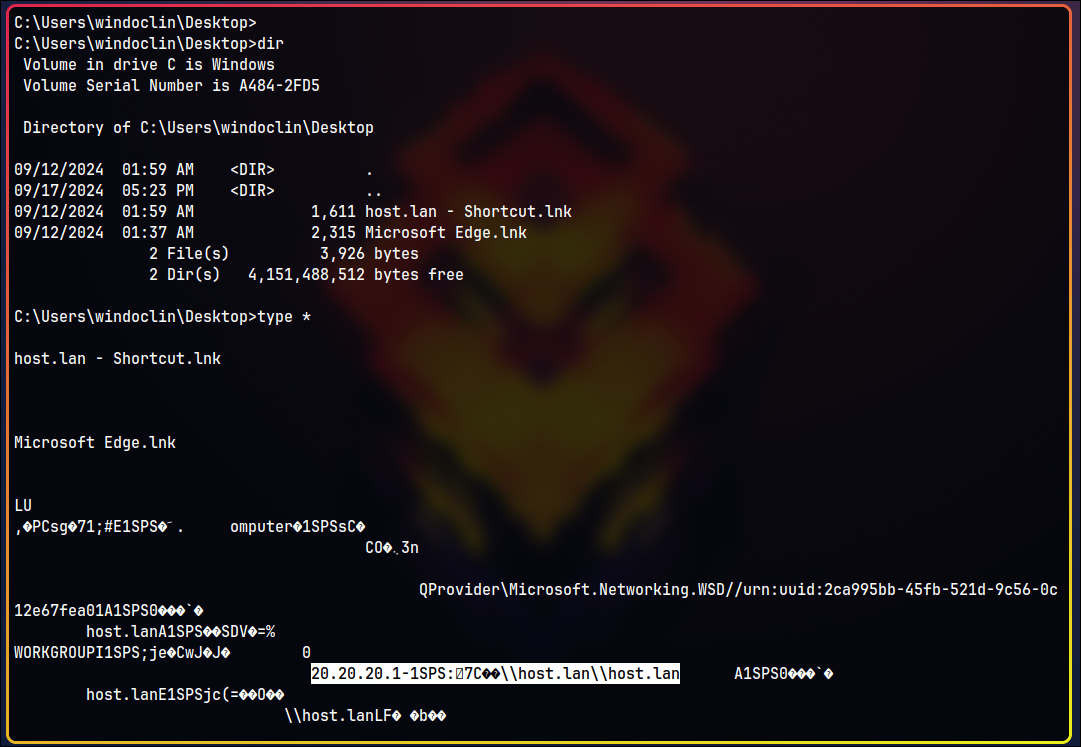 C:\Users\windoclin\Desktop>
C:\Users\windoclin\Desktop>dir
 Volume in drive C is Windows
 Volume Serial Number is A484-2FD5
 Directory of C:\Users\windoclin\Desktop
09/12/2024  01:59 AM    <DIR>          .
09/17/2024  05:23 PM    <DIR>          ..
09/12/2024  01:59 AM             1,611 host.lan - Shortcut.lnk
09/12/2024  01:37 AM             2,315 Microsoft Edge.lnk
               2 File(s)          3,926 bytes
               2 Dir(s)   4,151,488,512 bytes free
C:\Users\windoclin\Desktop>type *
host.lan - Shortcut.lnk
Microsoft Edge.lnk
LU
,�PCsg�71;#E1SPS� .     omputer�1SPSsC�
CO�.3n
QProvider\Microsoft.Networking.WSD//urn:uuid:2ca995bb-45fb-521d-9c56-0c
12e67fea01A1SPS0���`�
host.lanA1SPS��SDV�=%
WORKGROUPI1SPS;je�CwJ�J�        0
20.20.20.1-1SPS:7C��\\host.lan\\host.lan      A1SPS0���`�
host.lanE1SPSjc(=��O��
\\host.lanLF� �b��